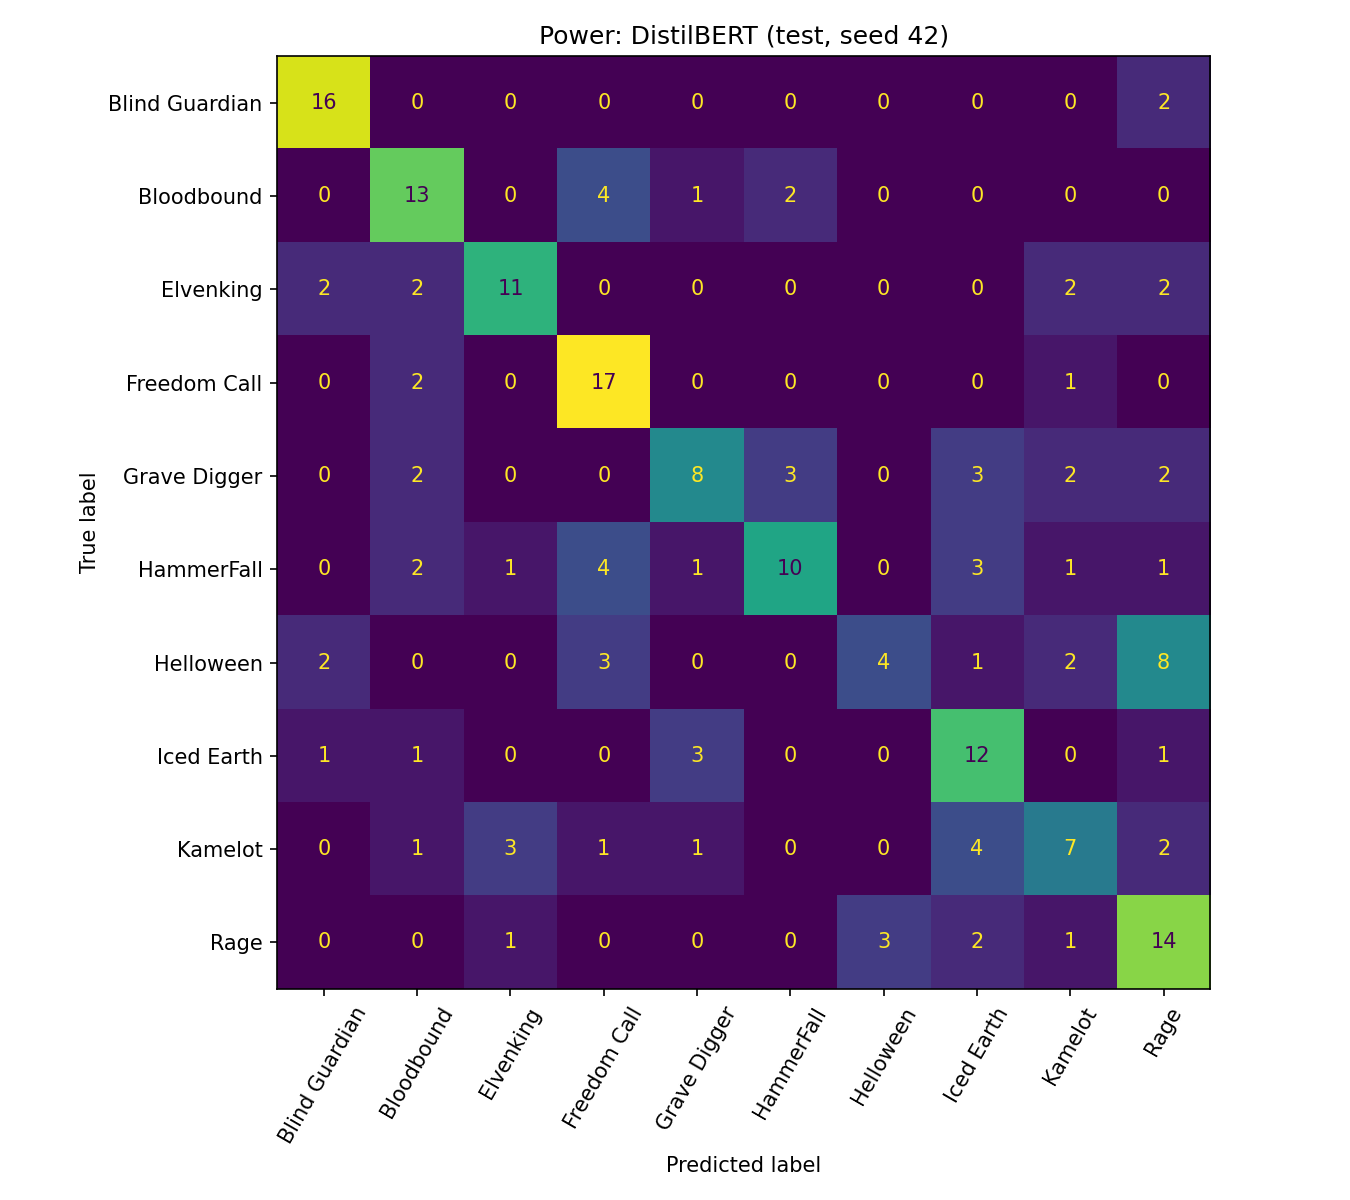 Power: DistilBERT (test, seed 42)
True label
Blind Guardian 16 0 0 0 0 0 0 0 0 2
Bloodbound 0 13 0 4 1 2 0 0 0 0
Elvenking 2 2 11 0 0 0 0 0 2 2
Freedom Call 0 2 0 17 0 0 0 0 1 0
Grave Digger 0 2 0 0 8 3 0 3 2 2
HammerFall 0 2 1 4 1 10 0 3 1 1
Helloween 2 0 0 3 0 0 4 1 2 8
Iced Earth 1 1 0 0 3 0 0 12 0 1
Kamelot 0 1 3 1 1 0 0 4 7 2
Rage 0 0 1 0 0 0 3 2 1 14
Blind Guardian Bloodbound Elvenking Freedom Call Grave Digger HammerFall Helloween Iced Earth Kamelot Rage
Predicted label